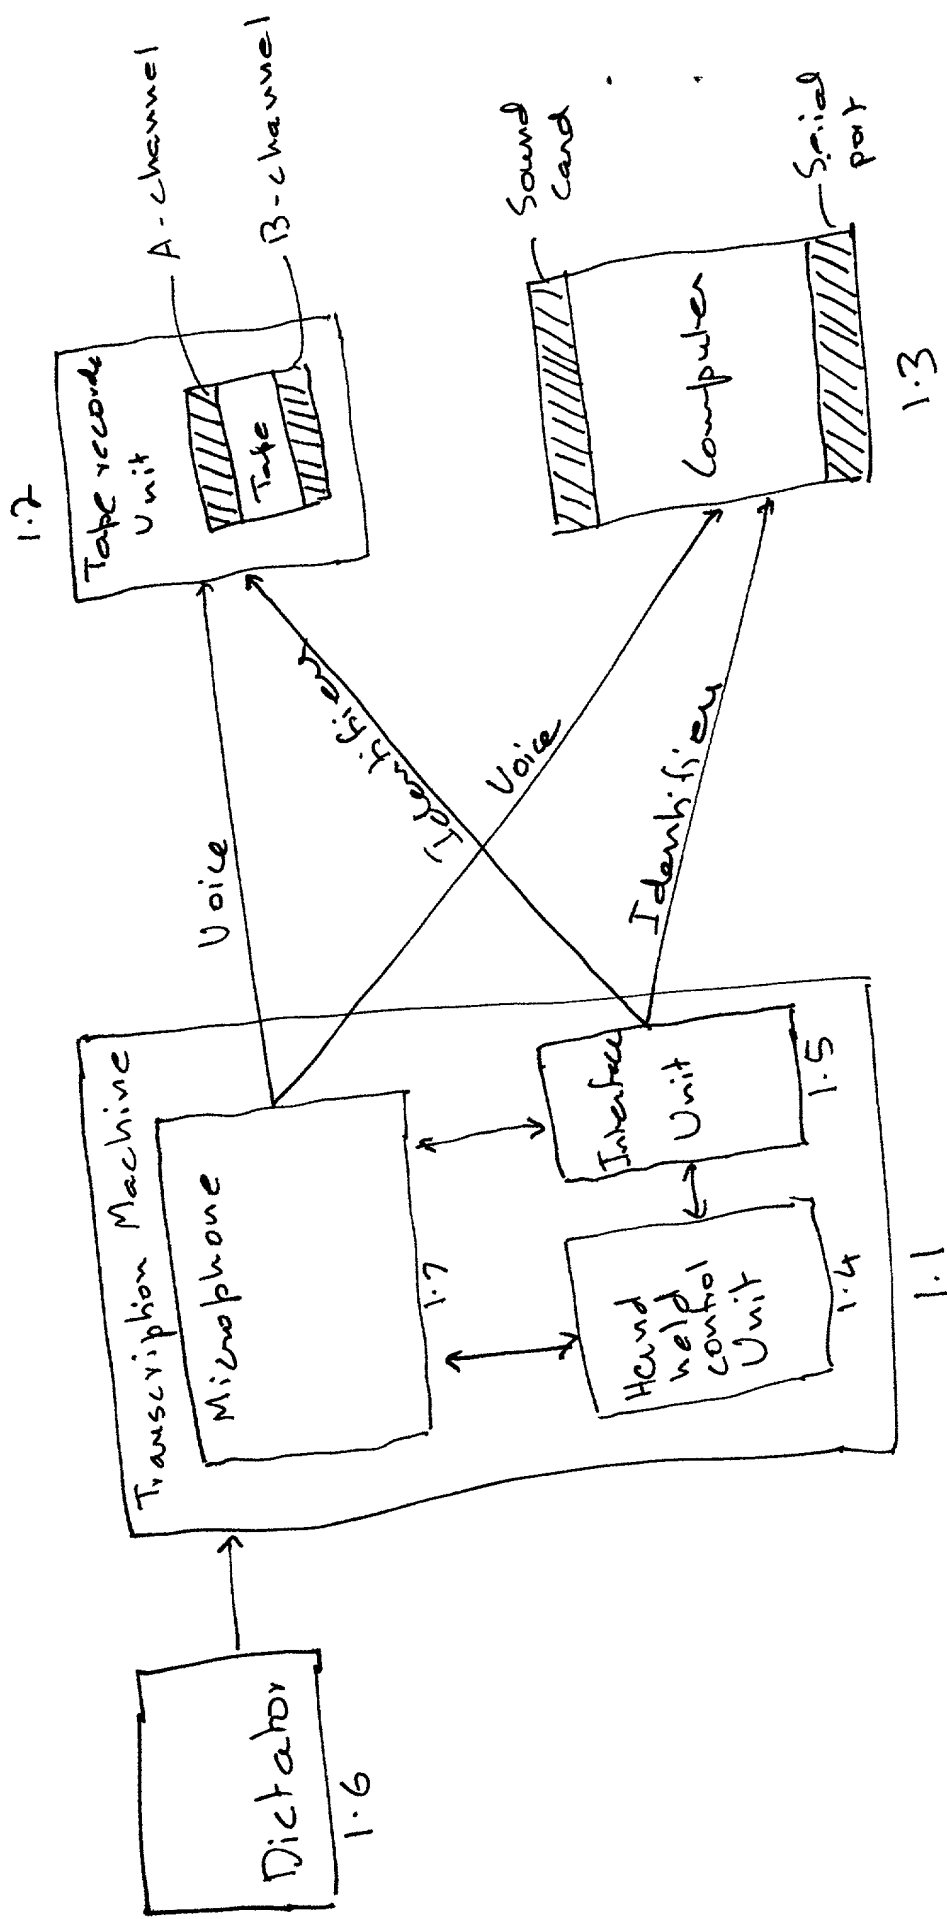 Dictator
1.6
Transcription Machine
Microphone
1.7
Hand
held
control
Unit
1.4
Interface
Unit
1.5
1.1
Voice
Identifier
Voice
Identifier
1.2
Tape recorde
Unit
Tape
A-channel
B-channel
Sound
card
Computer
Serial
port
1.3